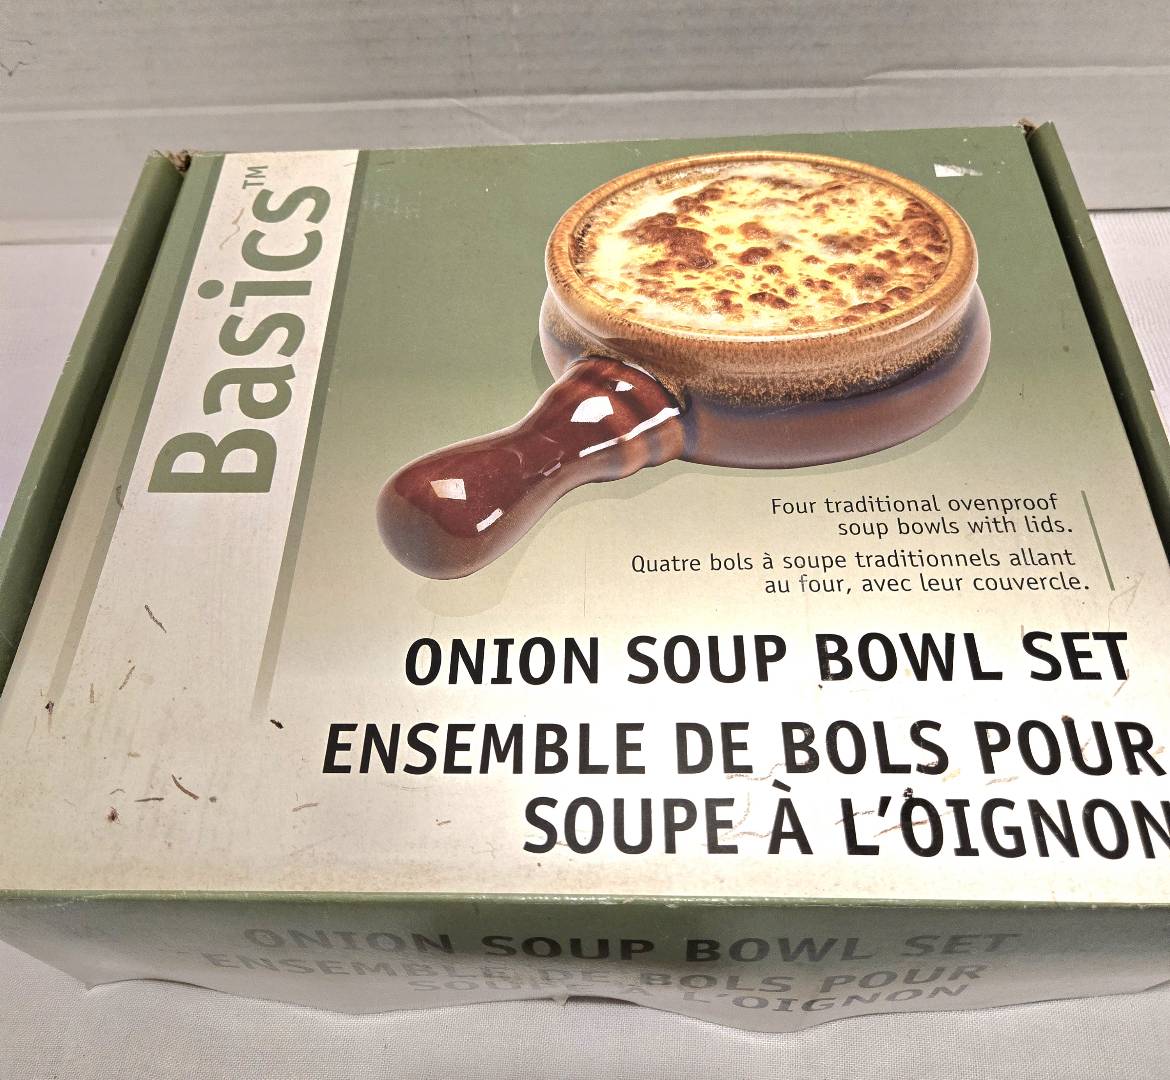 Basics™
Four traditional ovenproof
soup bowls with lids.
Quatre bols à soupe traditionnels allant
au four, avec leur couvercle.
ONION SOUP BOWL SET
ENSEMBLE DE BOLS POUR
SOUPE À L'OIGNON
ONION SOUP BOWL SET
ENSEMBLE DE BOLS POUR
SOUPE À L'OIGNON